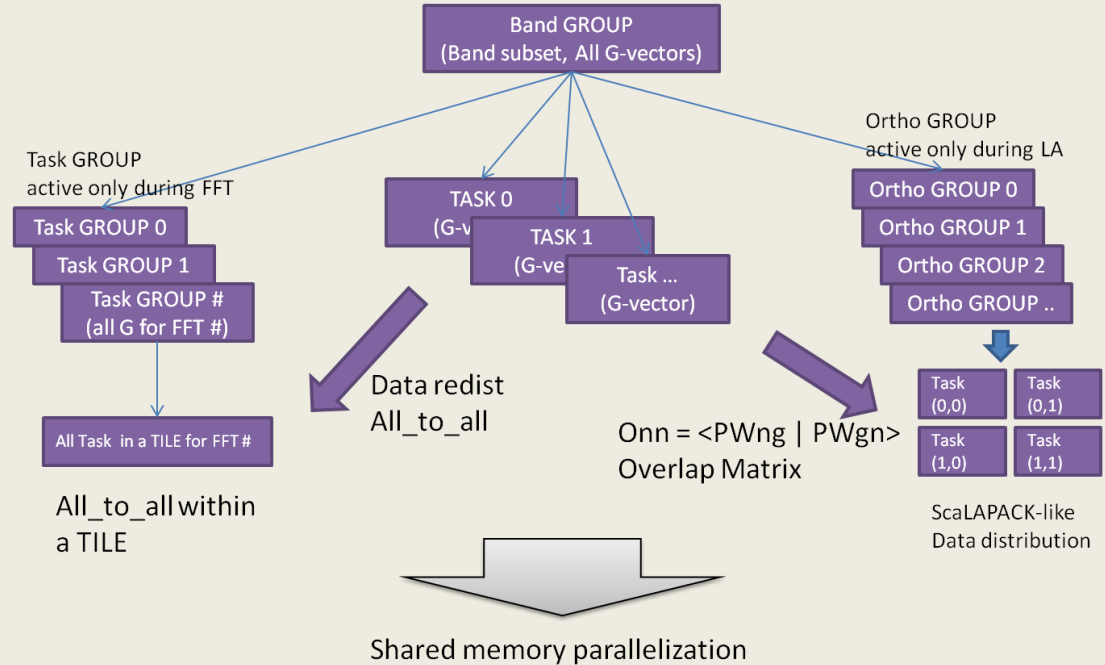 Band GROUP
(Band subset, All G-vectors)
Task GROUP
active only during FFT
Task GROUP 0
Task GROUP 1
Task GROUP #
(all G for FFT #)
All Task in a TILE for FFT #
All_to_all within
a TILE
TASK 0
(G-v
TASK 1
(G-ve
Task ...
(G-vector)
Data redist
All_to_all
Ortho GROUP
active only during LA
Ortho GROUP 0
Ortho GROUP 1
Ortho GROUP 2
Ortho GROUP ..
Onn = <PWng | PWgn>
Overlap Matrix
Task
(0,0)
Task
(0,1)
Task
(1,0)
Task
(1,1)
ScaLAPACK-like
Data distribution
Shared memory parallelization